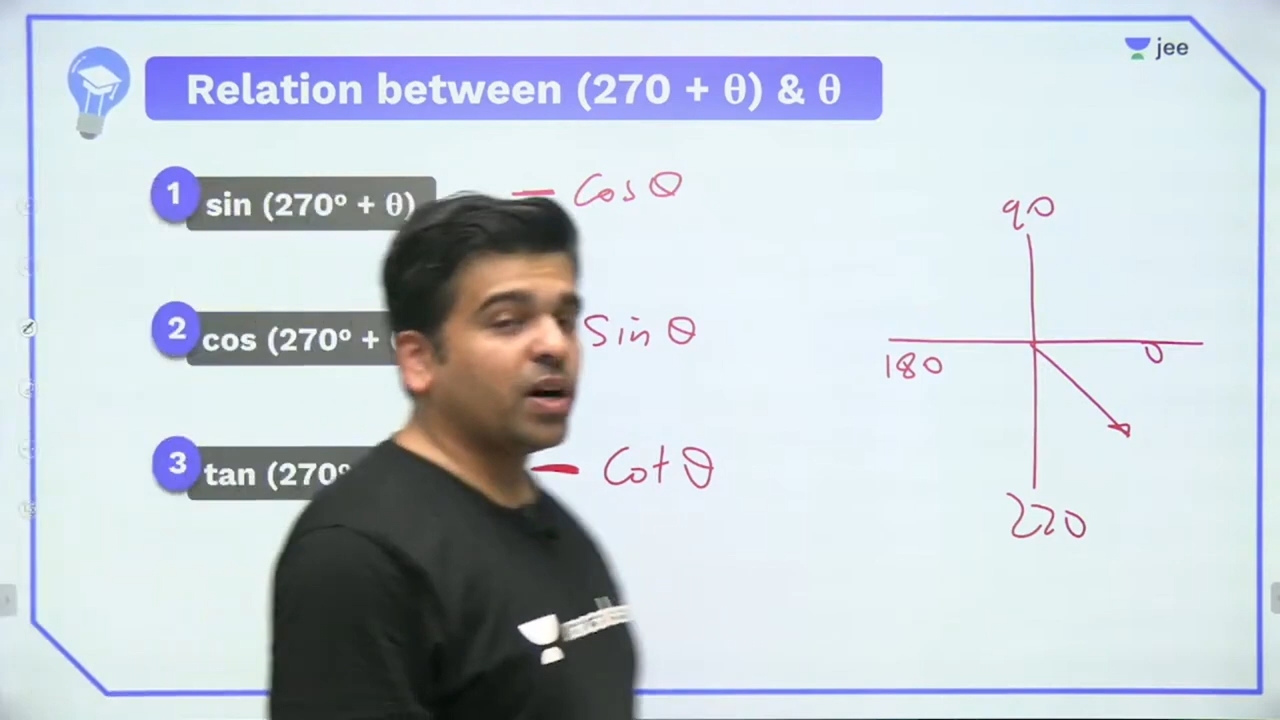 jee
Relation between (270 + θ) & θ
1 sin (270° + θ) — Cos θ
2 cos (270° + Sin θ
3 tan (270° — Cot θ
90
180
0
270